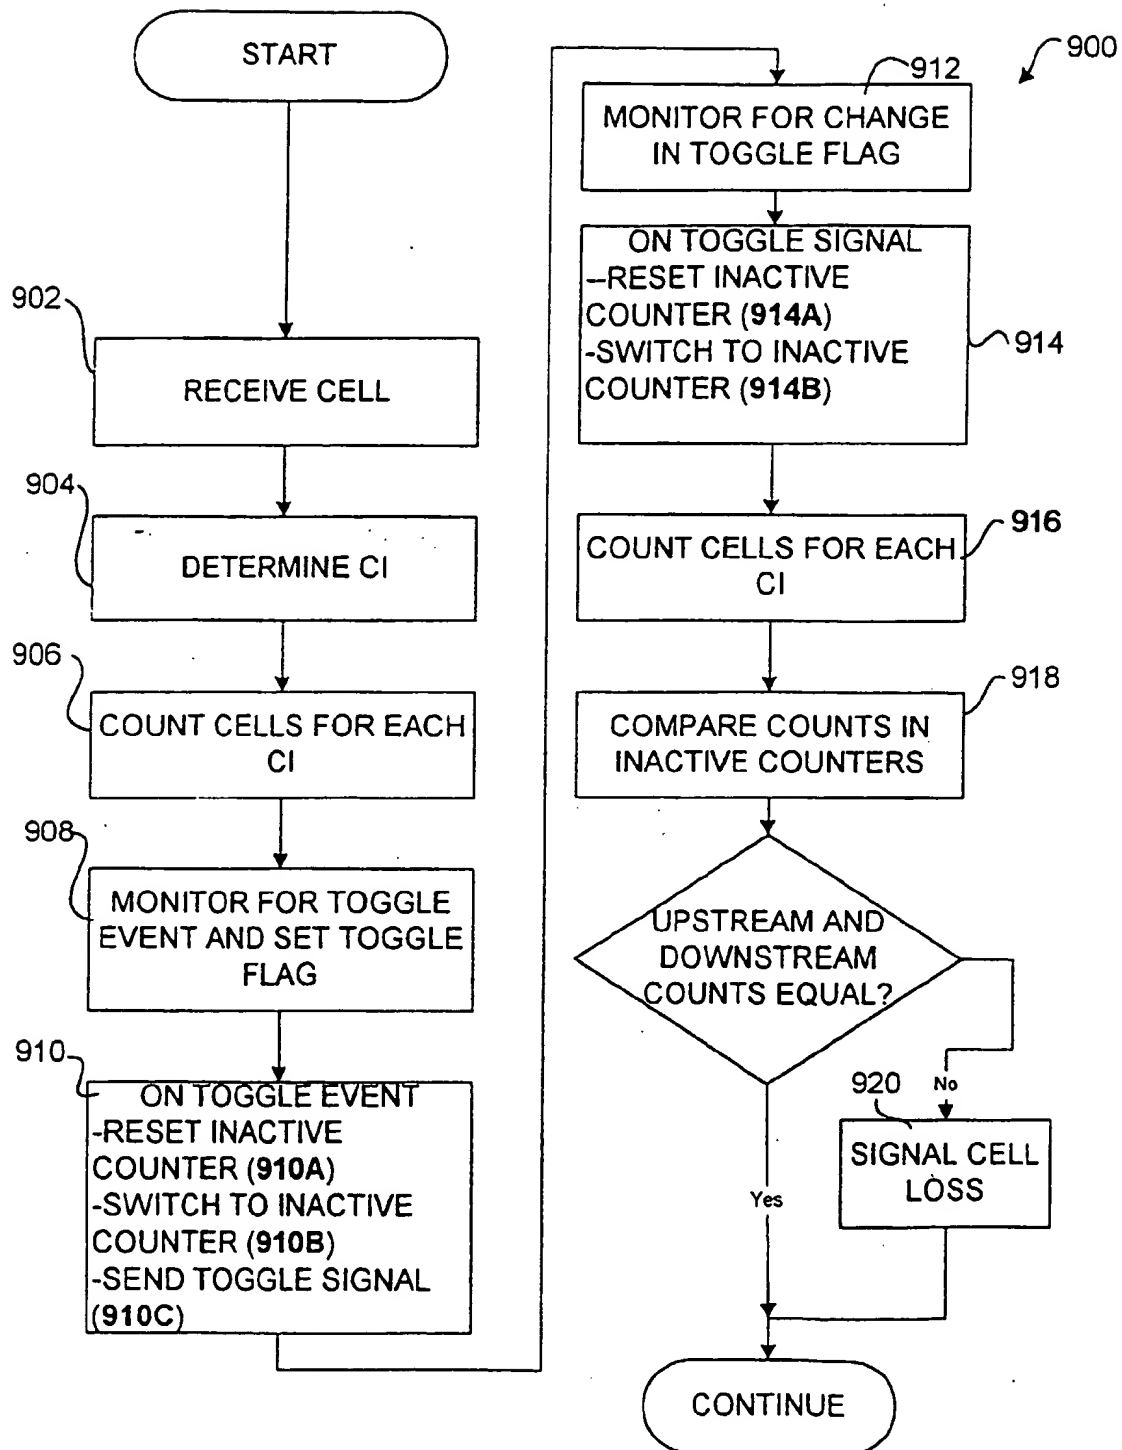 START
902
RECEIVE CELL
904
DETERMINE CI
906
COUNT CELLS FOR EACH
CI
908
MONITOR FOR TOGGLE
EVENT AND SET TOGGLE
FLAG
910
ON TOGGLE EVENT
-RESET INACTIVE
COUNTER (910A)
-SWITCH TO INACTIVE
COUNTER (910B)
-SEND TOGGLE SIGNAL
(910C)
900
912
MONITOR FOR CHANGE
IN TOGGLE FLAG
ON TOGGLE SIGNAL
--RESET INACTIVE
COUNTER (914A)
-SWITCH TO INACTIVE
COUNTER (914B)
914
COUNT CELLS FOR EACH
CI
916
918
COMPARE COUNTS IN
INACTIVE COUNTERS
UPSTREAM AND
DOWNSTREAM
COUNTS EQUAL?
920
No
SIGNAL CELL
LOSS
Yes
CONTINUE